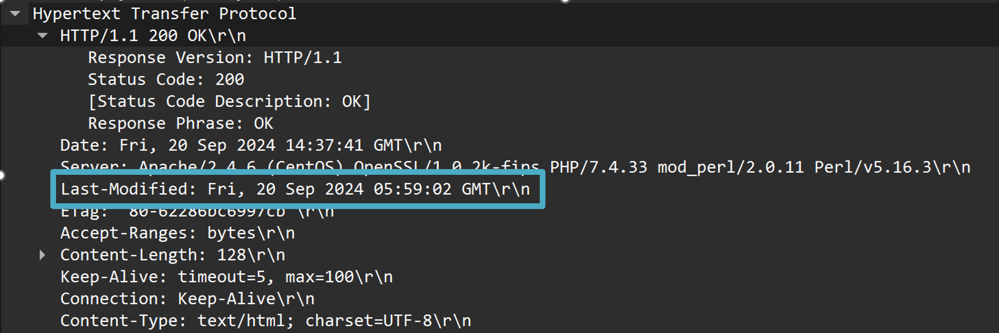 Hypertext Transfer Protocol
HTTP/1.1 200 OK\r\n
Response Version: HTTP/1.1
Status Code: 200
[Status Code Description: OK]
Response Phrase: OK
Date: Fri, 20 Sep 2024 14:37:41 GMT\r\n
Server: Apache/2.4.6 (CentOS) OpenSSL/1.0.2k-fips PHP/7.4.33 mod_perl/2.0.11 Perl/v5.16.3\r\n
Last-Modified: Fri, 20 Sep 2024 05:59:02 GMT\r\n
ETag: "80-62286bc6997cb"\r\n
Accept-Ranges: bytes\r\n
Content-Length: 128\r\n
Keep-Alive: timeout=5, max=100\r\n
Connection: Keep-Alive\r\n
Content-Type: text/html; charset=UTF-8\r\n